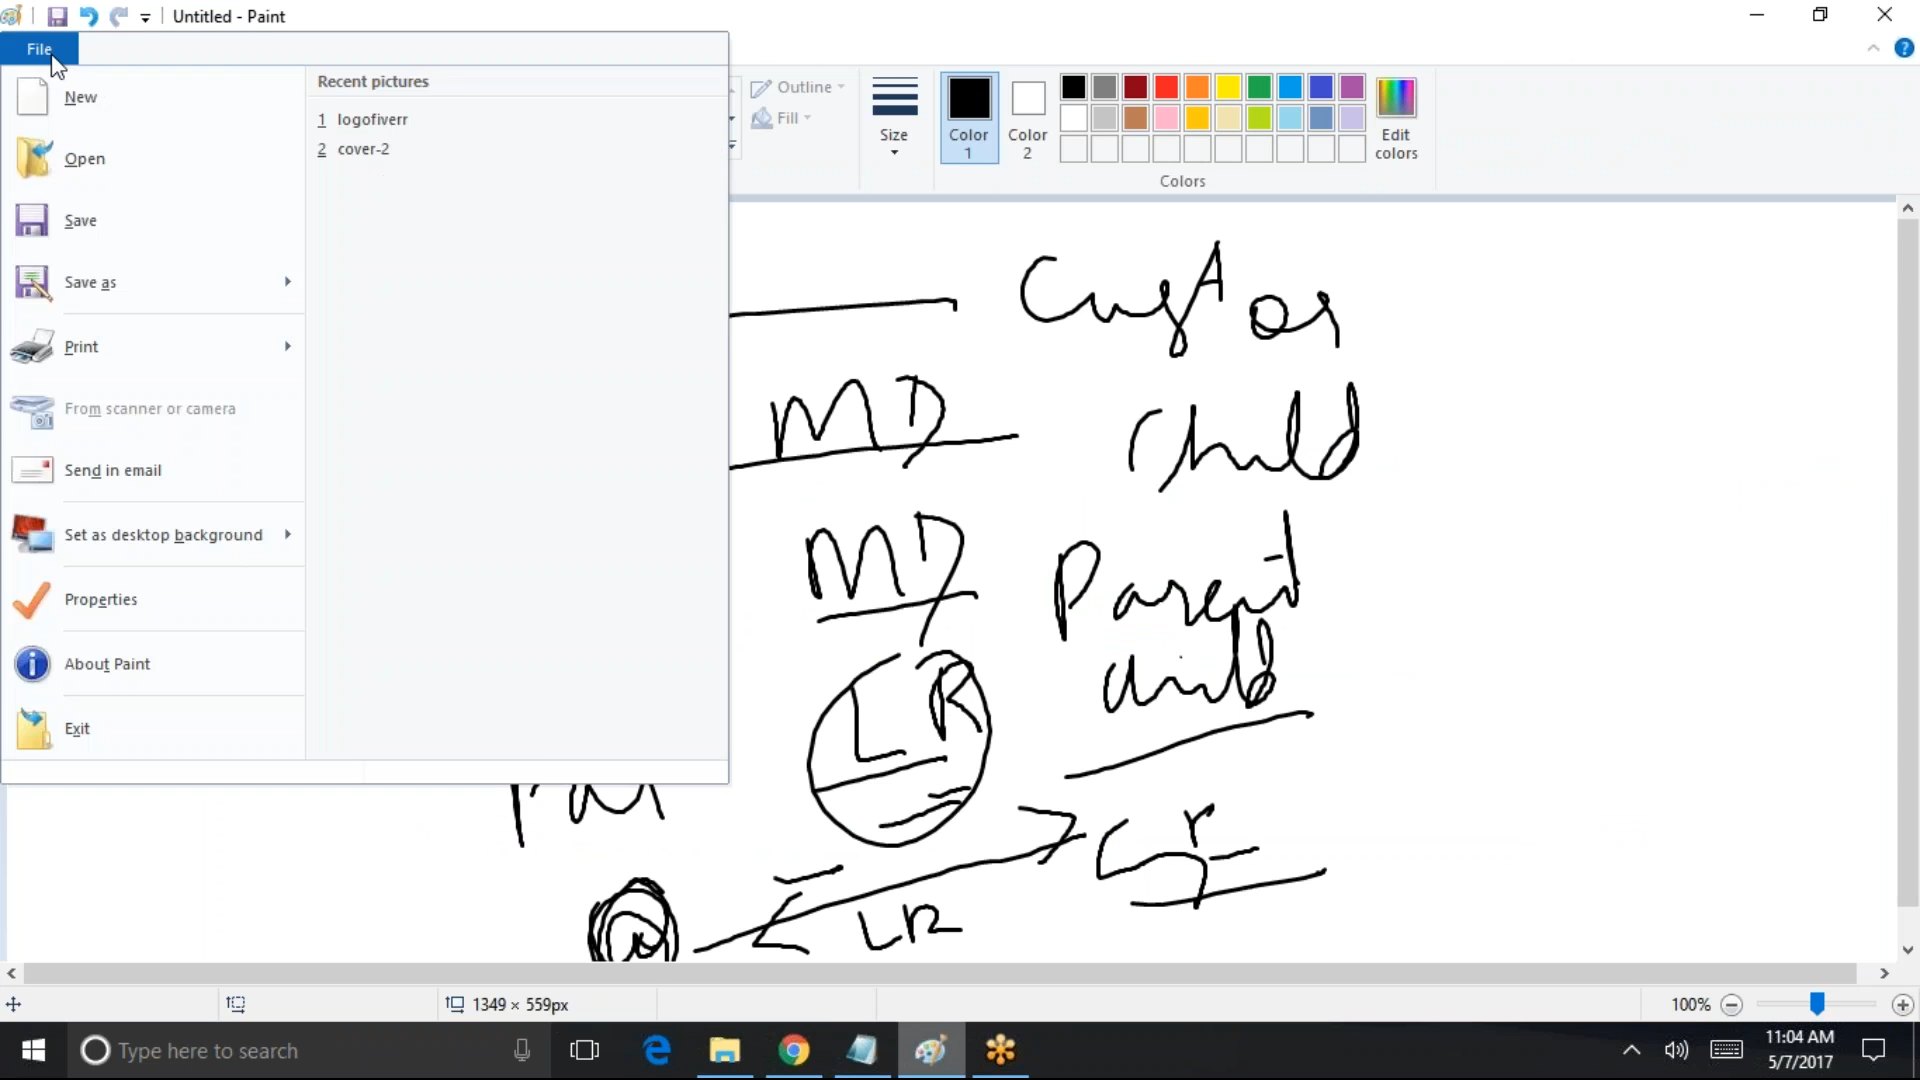 Untitled - Paint
File
New
Open
Save
Save as
Print
From scanner or camera
Send in email
Set as desktop background
Properties
About Paint
Exit
Recent pictures
1 logofiverr
2 cover-2
Outline
Fill
Size
Color 1
Color 2
Edit colors
Colors
MD
Child
MD
Parent
LR
LR
1349 × 559px
100%
Type here to search
11:04 AM
5/7/2017